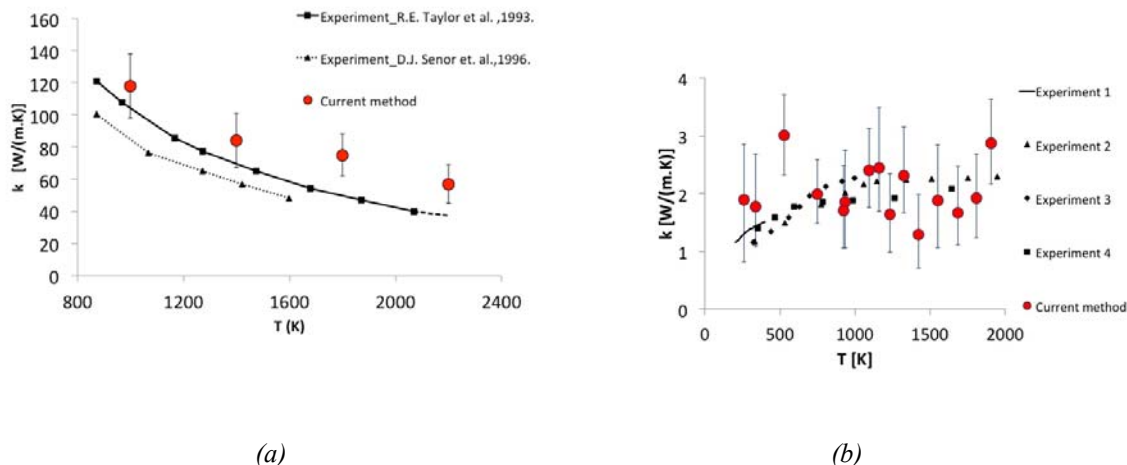 160
140
120
100
80
60
40
20
0
k [W/(m.K)]
800
1200
1600
2000
2400
T (K)
Experiment_R.E. Taylor et al.,1993.
Experiment_D.J. Senor et. al.,1996.
Current method
(a)
4
3
2
1
0
k [W/(m.K)]
0
500
1000
1500
2000
T [K]
Experiment 1
Experiment 2
Experiment 3
Experiment 4
Current method
(b)